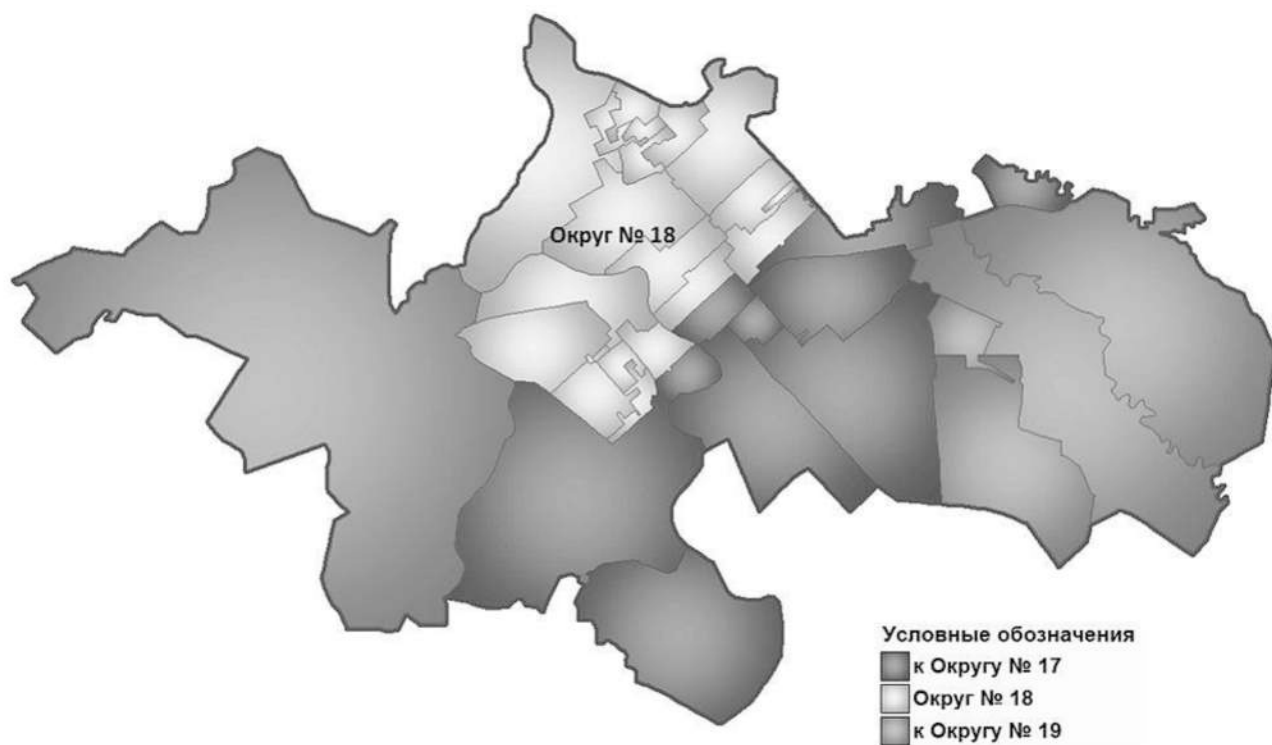 Округ № 18
Условные обозначения
к Округу № 17
Округ № 18
к Округу № 19